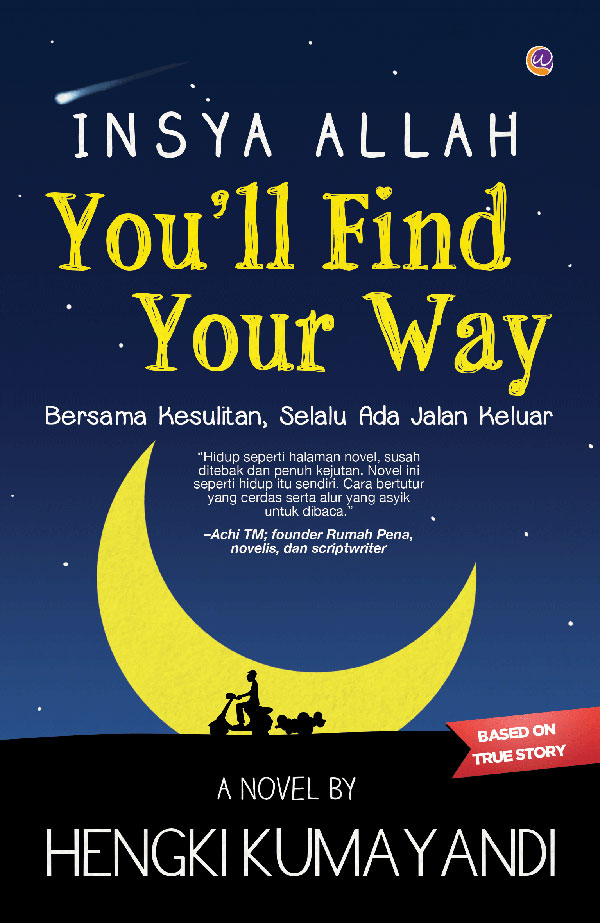 INSYA ALLAH
You'll Find
Your Way
Bersama Kesulitan, Selalu Ada Jalan Keluar
"Hidup seperti halaman novel, susah
ditebak dan penuh kejutan. Novel ini
seperti hidup itu sendiri. Cara bertutur
yang cerdas serta alur yang asyik
untuk dibaca."
–Achi TM; founder Rumah Pena,
novelis, dan scriptwriter
BASED ON
TRUE STORY
A NOVEL BY
HENGKI KUMAYANDI